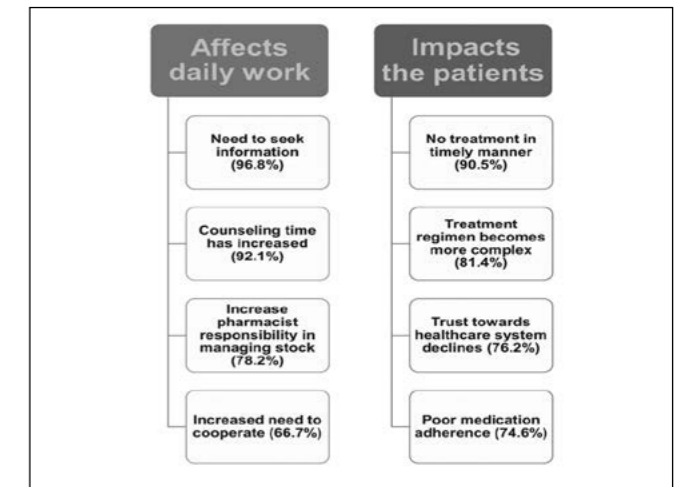 Affects
daily work
Need to seek
information
(96.8%)
Counseling time
has increased
(92.1%)
Increase
pharmacist
responsibility in
managing stock
(78.2%)
Increased need to
cooperate (66.7%)
Impacts
the patients
No treatment in
timely manner
(90.5%)
Treatment
regimen becomes
more complex
(81.4%)
Trust towards
healthcare system
declines (76.2%)
Poor medication
adherence (74.6%)